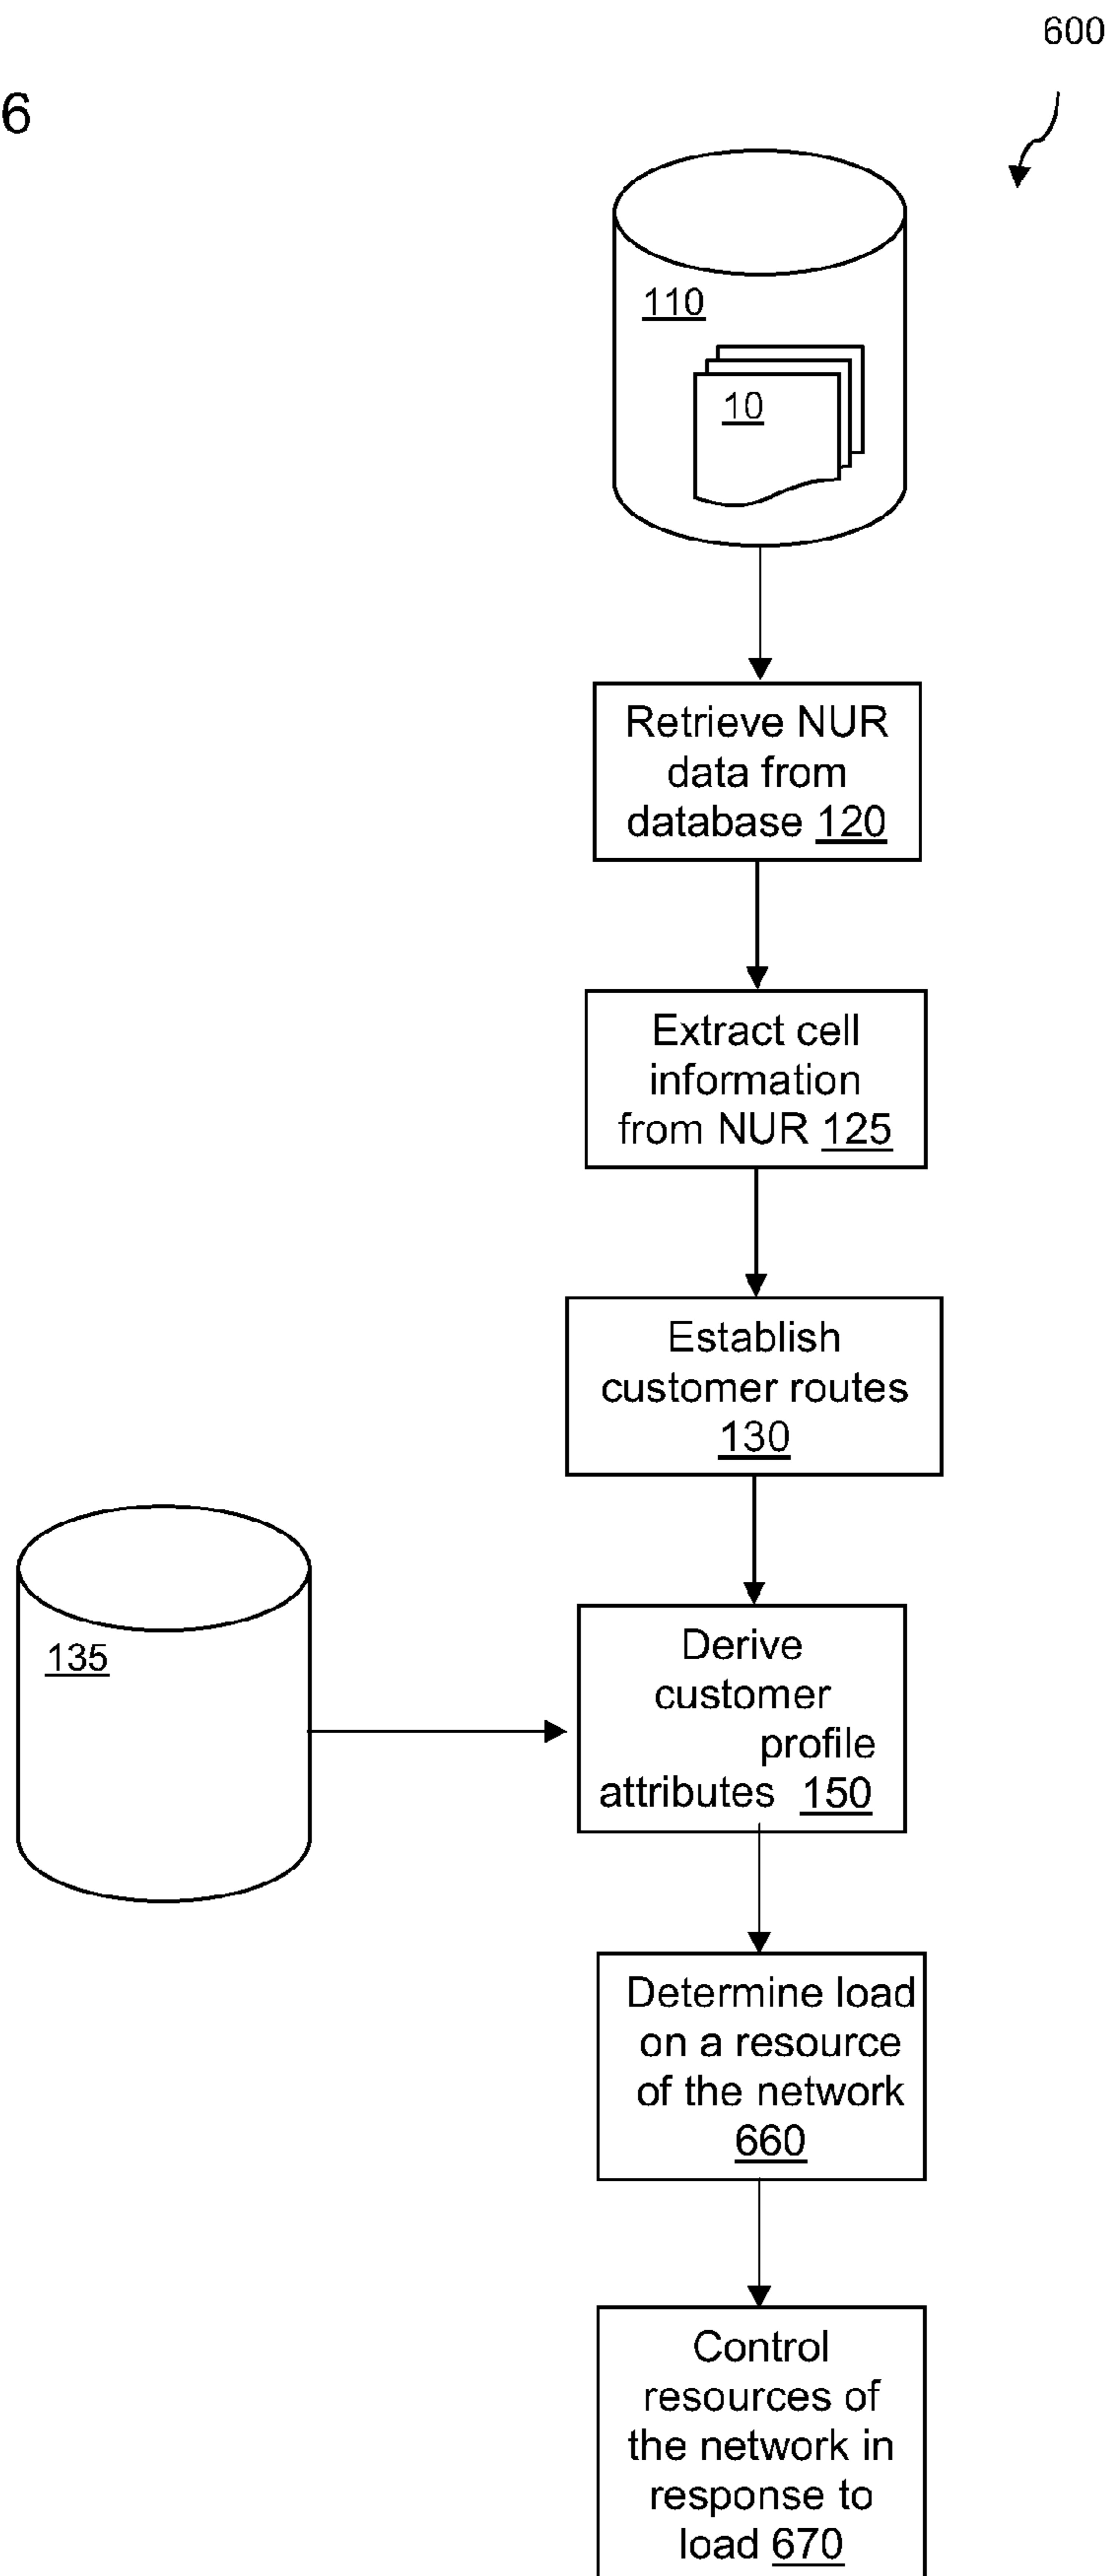 600
6
110
10
Retrieve NUR
data from
database 120
Extract cell
information
from NUR 125
Establish
customer routes
130
135
Derive
customer
profile
attributes 150
Determine load
on a resource
of the network
660
Control
resources of
the network in
response to
load 670